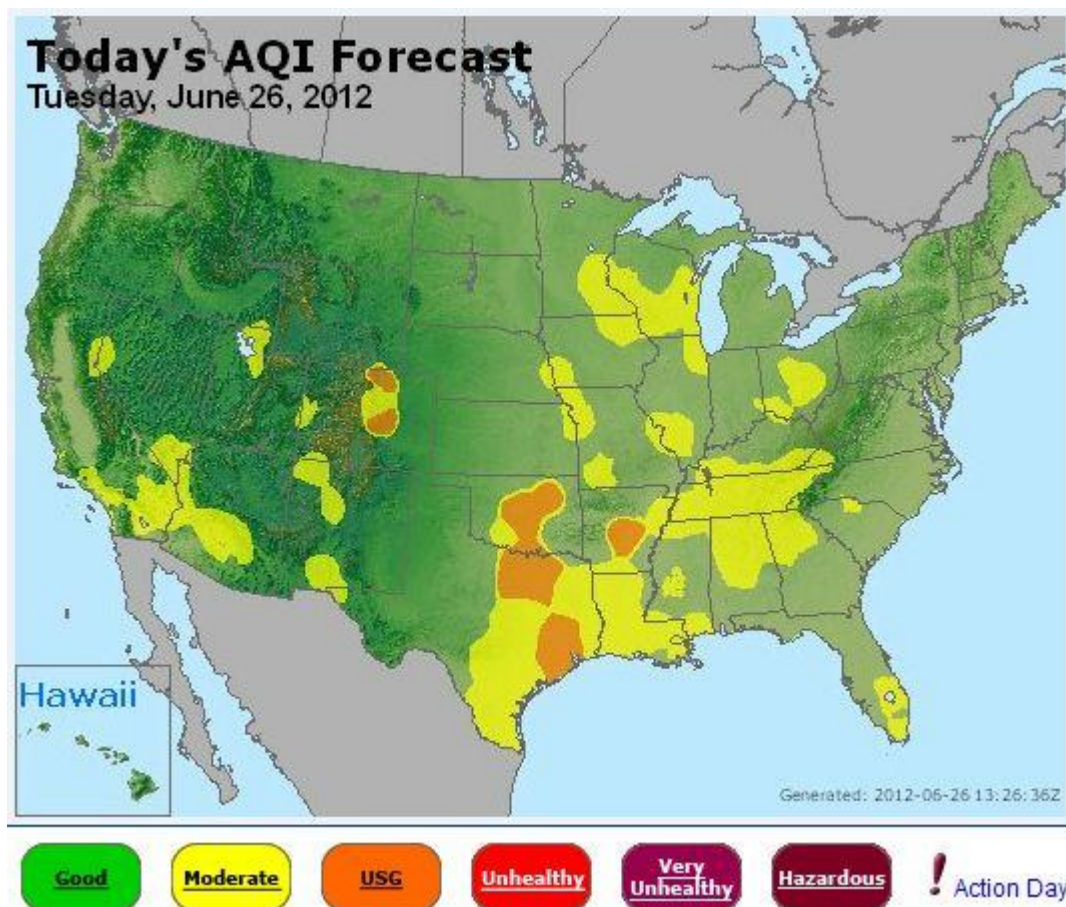 Today's AQI Forecast
Tuesday, June 26, 2012
Hawaii
Generated: 2012-06-26 13:26:36Z
Good
Moderate
USG
Unhealthy
Very
Unhealthy
Hazardous
! Action Day